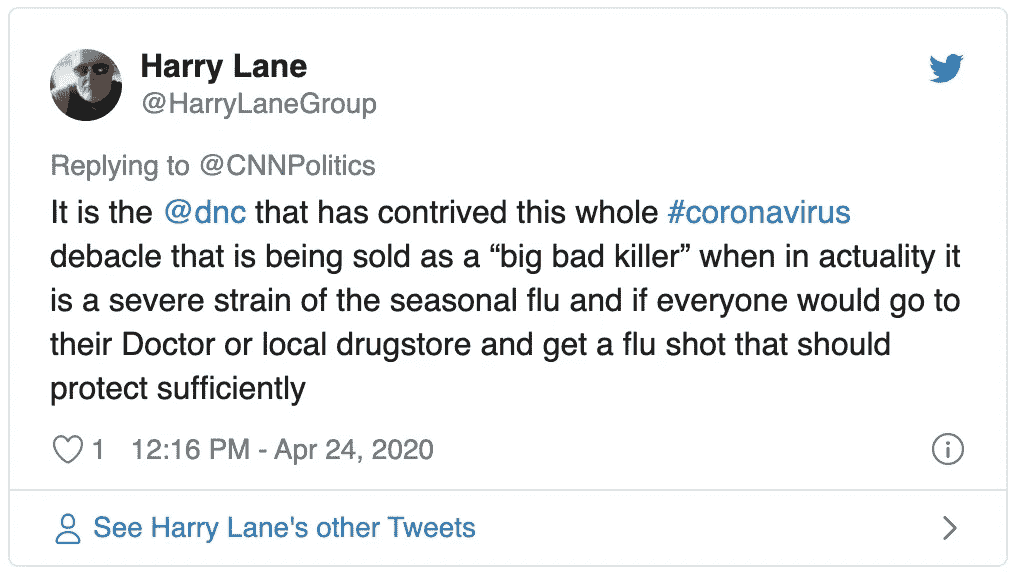 Harry Lane
@HarryLaneGroup
Replying to @CNNPolitics
It is the @dnc that has contrived this whole #coronavirus
debacle that is being sold as a “big bad killer” when in actuality it
is a severe strain of the seasonal flu and if everyone would go to
their Doctor or local drugstore and get a flu shot that should
protect sufficiently
1 12:16 PM - Apr 24, 2020
See Harry Lane's other Tweets